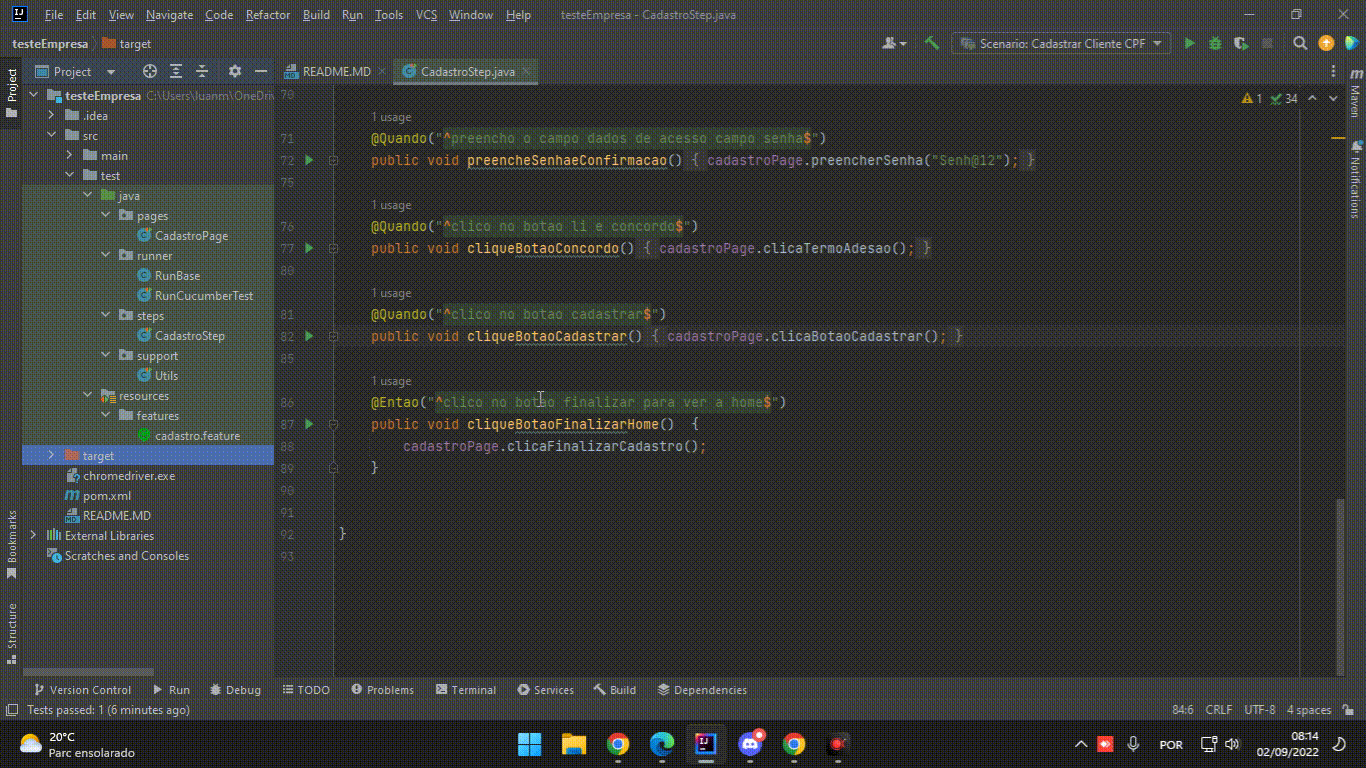 File Edit View Navigate Code Refactor Build Run Tools VCS Window Help testeEmpresa - CadastroStep.java
testeEmpresa target Scenario: Cadastrar Cliente CPF
Project README.MD CadastroStep.java
testeEmpresa C:\Users\luanm\OneDri
.idea
src
main
test
java
pages
CadastroPage
runner
RunBase
RunCucumberTest
steps
CadastroStep
support
Utils
resources
features
cadastro.feature
target
chromedriver.exe
pom.xml
README.MD
External Libraries
Scratches and Consoles
Project
Bookmarks
Structure
70
1 usage
71 @Quando("^preencho o campo dados de acesso campo senha$")
72 public void preencheSenhaeConfirmacao() { cadastroPage.preencherSenha("Senh@12"); }
75
1 usage
76 @Quando("^clico no botao li e concordo$")
77 public void cliqueBotaoConcordo() { cadastroPage.clicaTermoAdesao(); }
80
1 usage
81 @Quando("^clico no botao cadastrar$")
82 public void cliqueBotaoCadastrar() { cadastroPage.clicaBotaoCadastrar(); }
85
1 usage
86 @Entao("^clico no botao finalizar para ver a home$")
87 public void cliqueBotaoFinalizarHome() {
88 cadastroPage.clicaFinalizarCadastro();
89 }
90
91
92 }
93
1 34
Maven
Notifications
Version Control Run Debug TODO Problems Terminal Services Build Dependencies
Tests passed: 1 (6 minutes ago) 84:6 CRLF UTF-8 4 spaces
20°C
Parc ensolarado
POR
08:14
02/09/2022